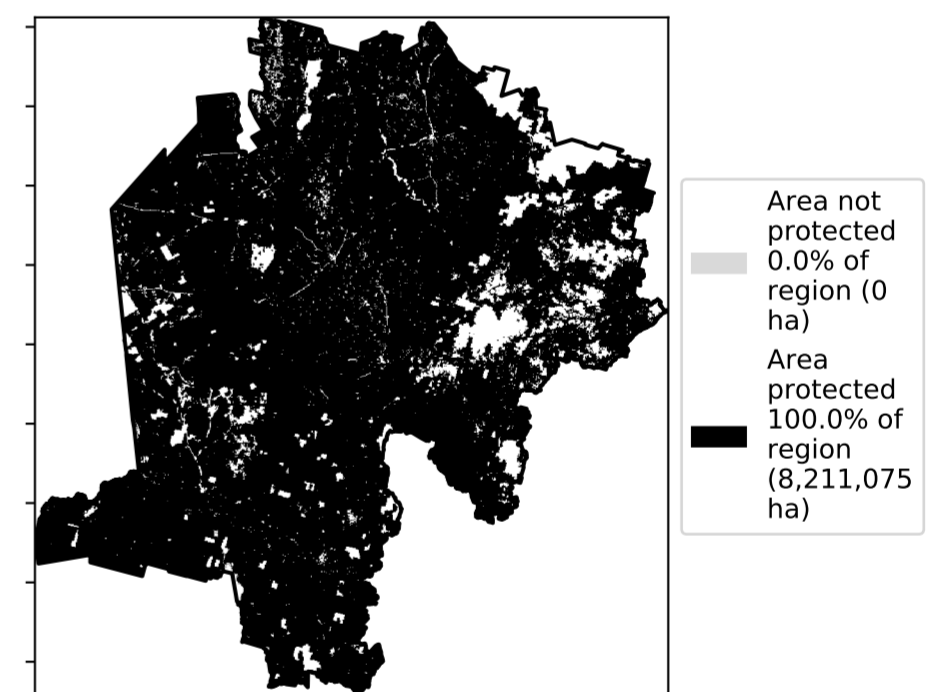 Area not
protected
0.0% of
region (0
ha)
Area
protected
100.0% of
region
(8,211,075
ha)